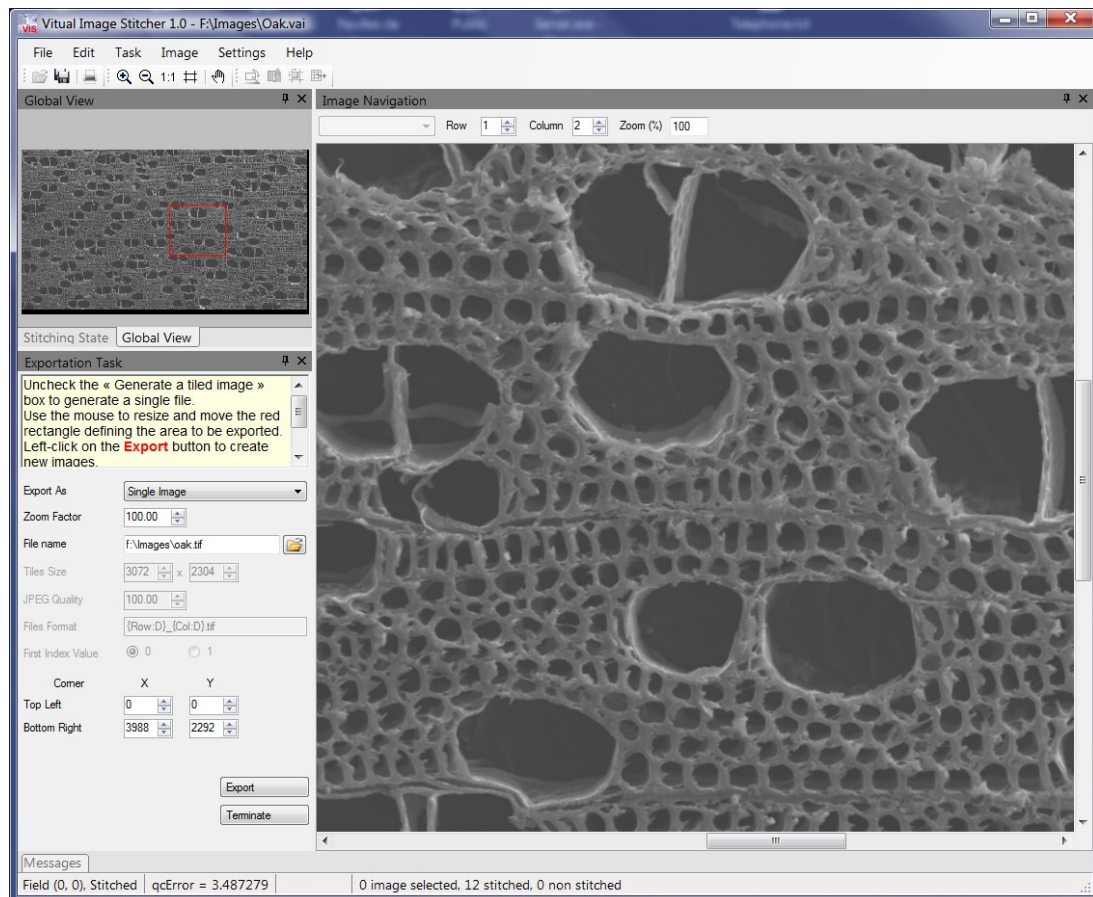 Vitual Image Stitcher 1.0 - F:\Images\Oak.vai
File Edit Task Image Settings Help
1:1
Global View
Image Navigation
Row 1 Column 2 Zoom (%) 100
Stitching State Global View
Exportation Task
Uncheck the « Generate a tiled image »
box to generate a single file.
Use the mouse to resize and move the red
rectangle defining the area to be exported.
Left-click on the Export button to create
new images.
Export As Single Image
Zoom Factor 100.00
File name f:\Images\oak.tif
Tiles Size 3072 x 2304
JPEG Quality 100.00
Files Format {Row:D}_{Col:D}.tif
First Index Value 0 1
Corner X Y
Top Left 0 0
Bottom Right 3988 2292
Export
Terminate
Messages
Field (0, 0), Stitched qcError = 3.487279 0 image selected, 12 stitched, 0 non stitched